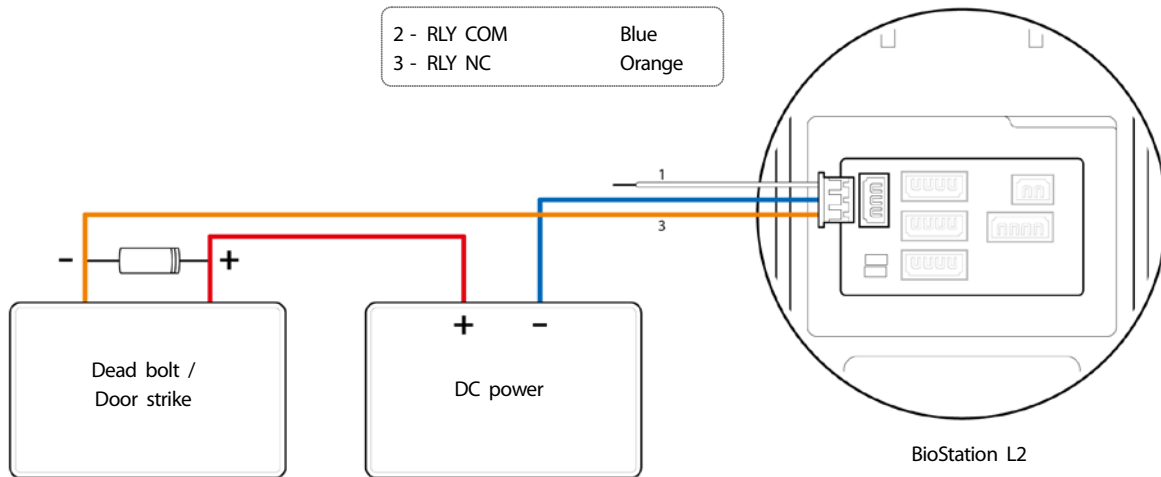 2 - RLY COM Blue
3 - RLY NC Orange
1
3
- +
+ -
Dead bolt /
Door strike
DC power
BioStation L2